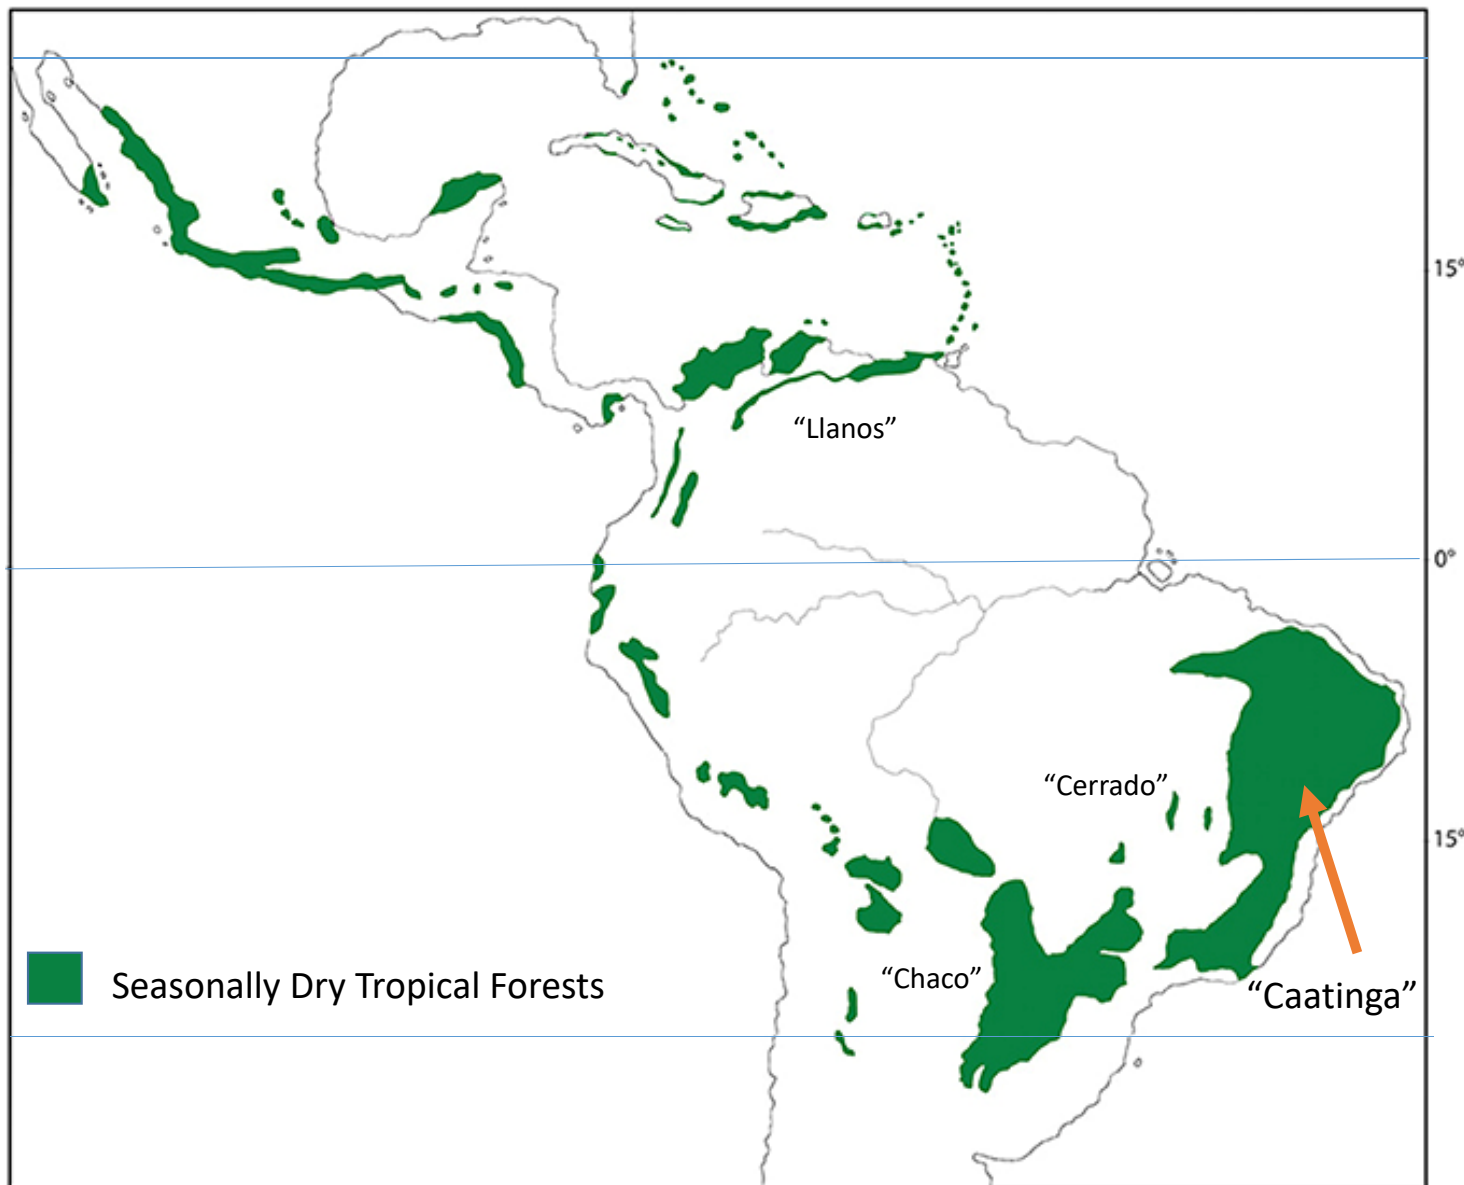 15°
“Llanos”
0°
“Cerrado”
15°
“Chaco”
Seasonally Dry Tropical Forests
“Caatinga”